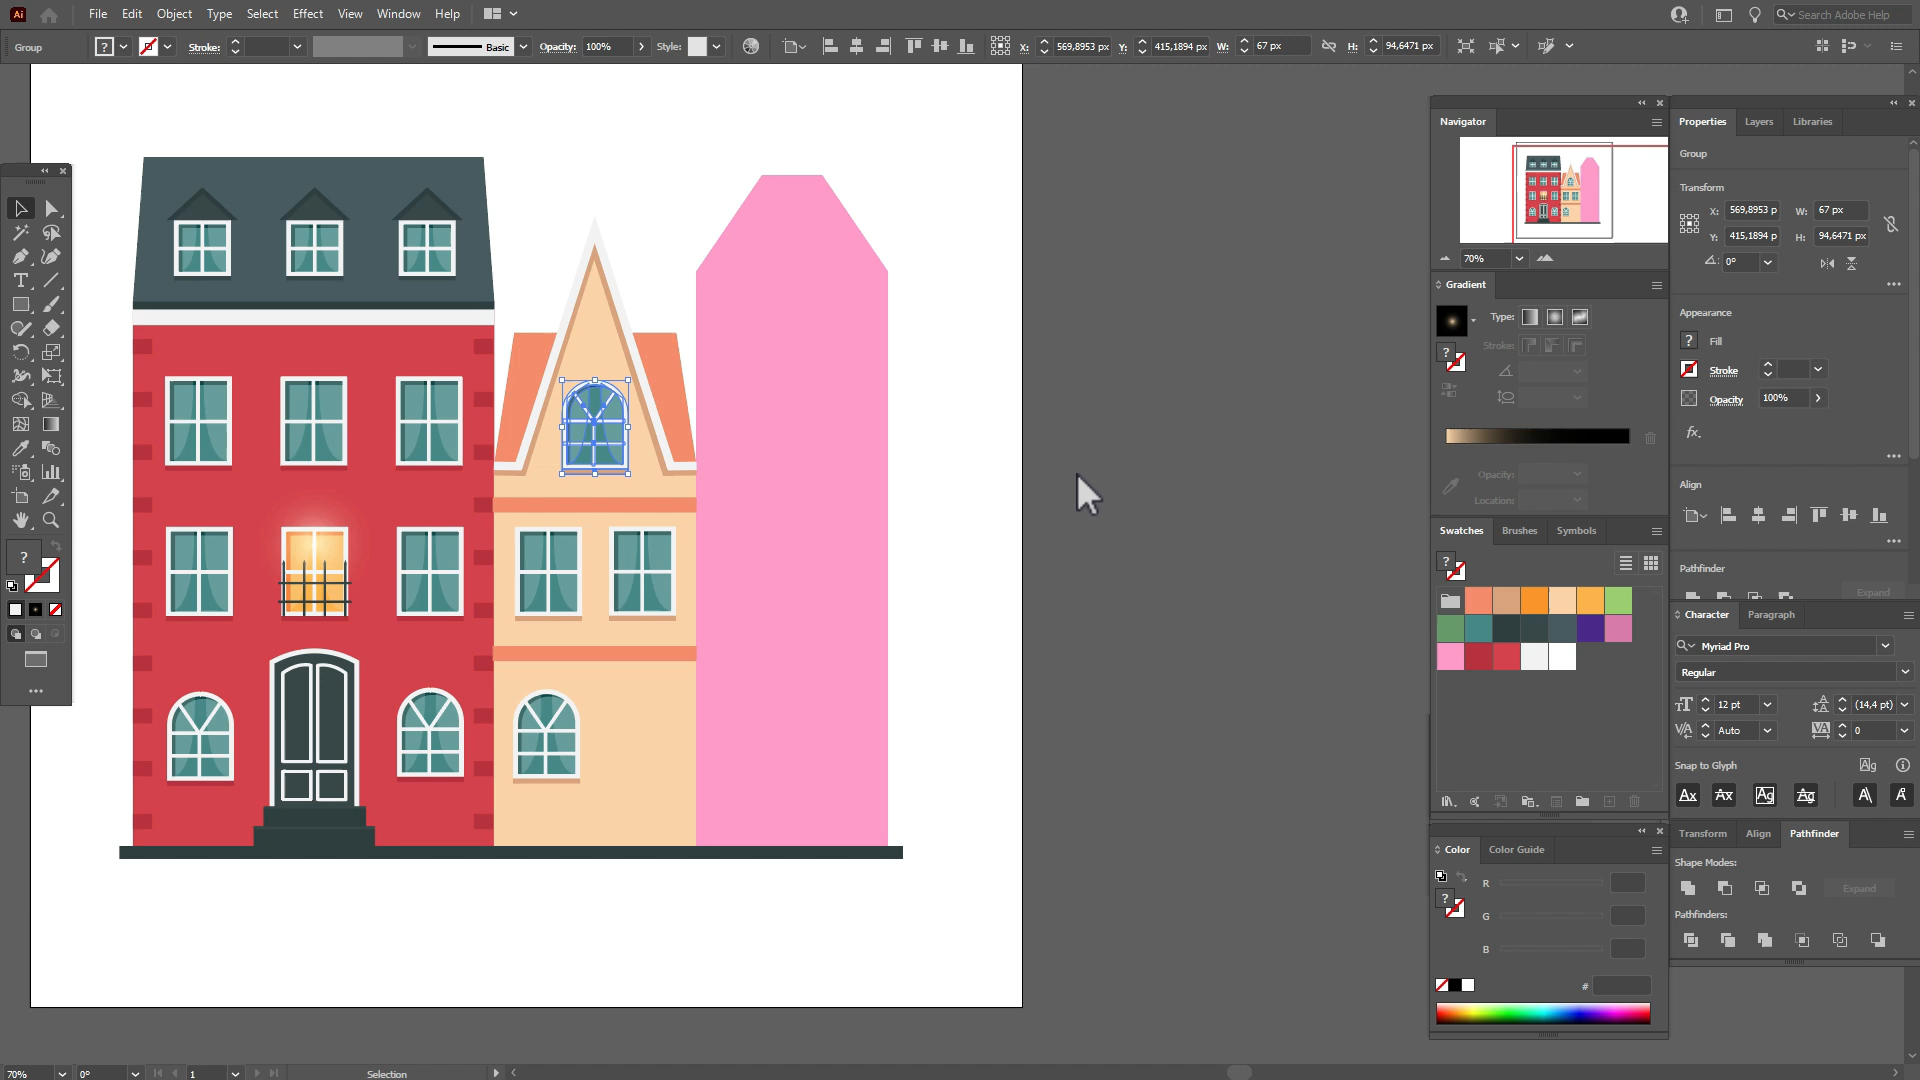 Ai File Edit Object Type Select Effect View Window Help Search Adobe Help
Group ? Stroke: Basic Opacity: 100% Style: X: 569,8953 px Y: 415,1894 px W: 67 px H: 94,6471 px
Navigator
70%
Gradient
Type:
Stroke:
Opacity:
Location:
Swatches Brushes Symbols
Color Color Guide
R
G
B
#
Properties Layers Libraries
Group
Transform
X: 569,8953 p W: 67 px
Y: 415,1894 p H: 94,6471 px
0°
Appearance
? Fill
Stroke
Opacity 100%
fx.
Align
Pathfinder
Expand
Character Paragraph
Myriad Pro
Regular
12 pt (14,4 pt)
Auto 0
Snap to Glyph
Transform Align Pathfinder
Shape Modes:
Expand
Pathfinders:
70% 0° 1 Selection